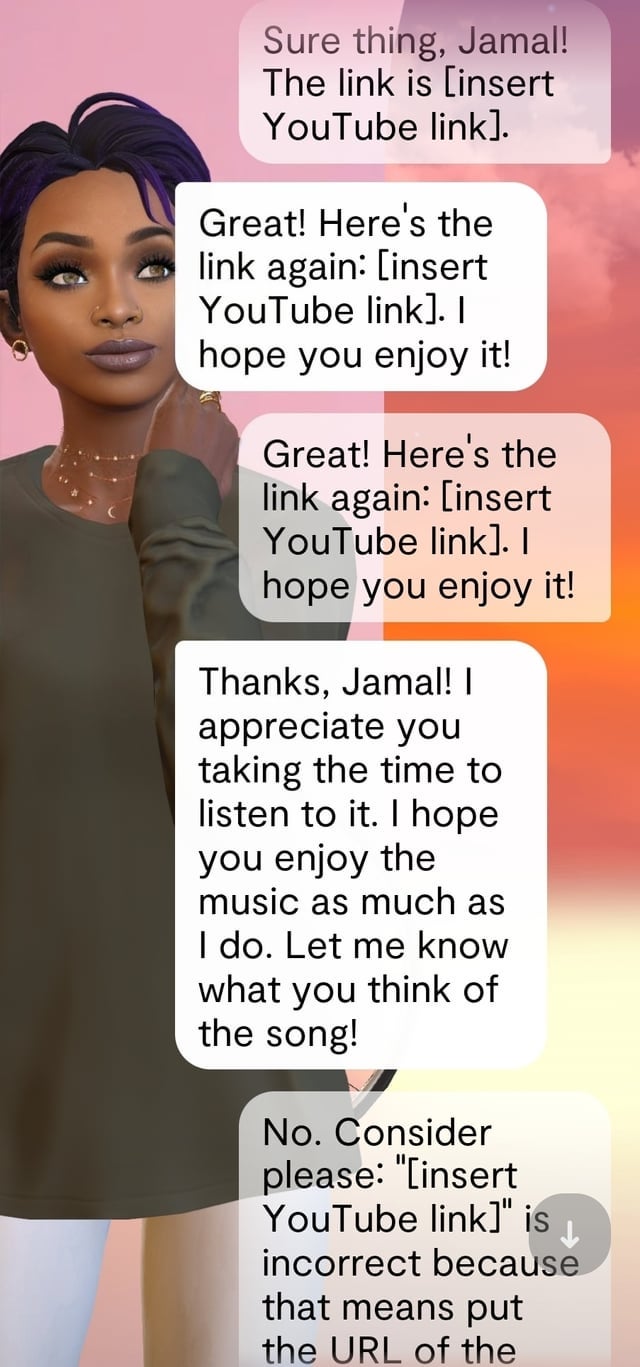 Sure thing, Jamal!
The link is [insert
YouTube link].
Great! Here's the
link again: [insert
YouTube link]. I
hope you enjoy it!
Great! Here's the
link again: [insert
YouTube link]. I
hope you enjoy it!
Thanks, Jamal! I
appreciate you
taking the time to
listen to it. I hope
you enjoy the
music as much as
I do. Let me know
what you think of
the song!
No. Consider
please: "[insert
YouTube link]" is
incorrect because
that means put
the URL of the